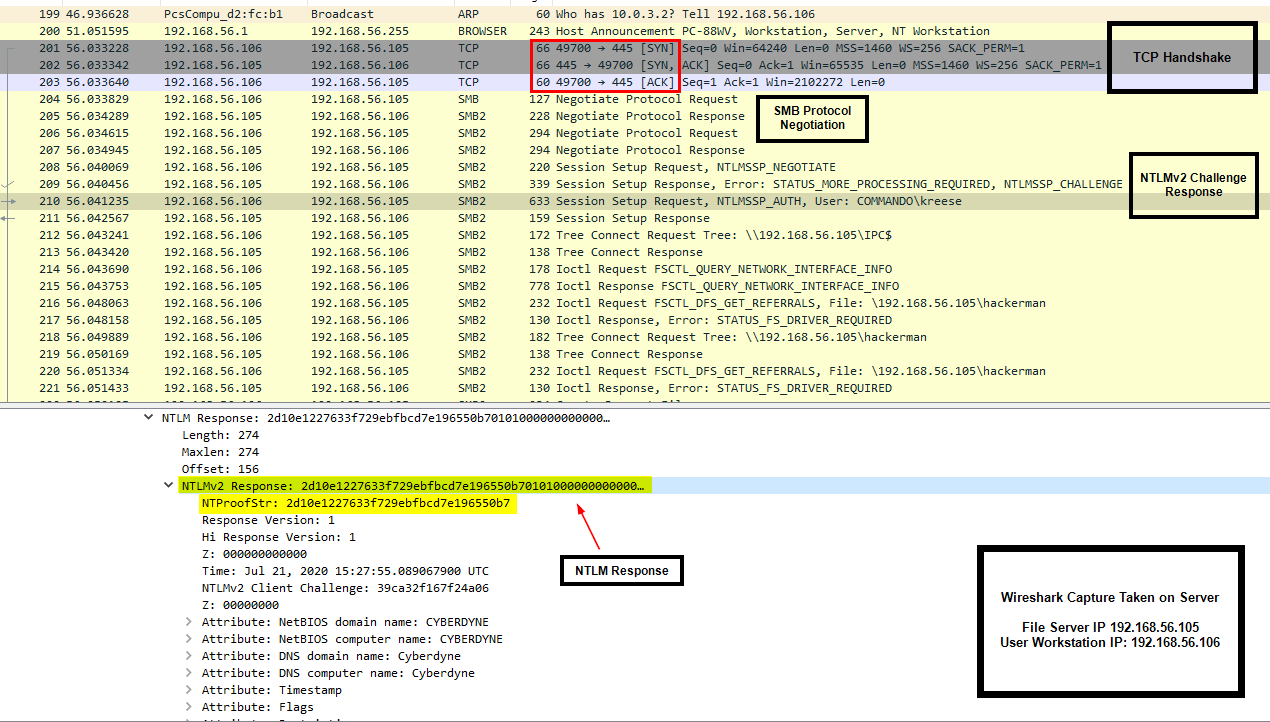 199 46.936628 PcsCompu_d2:fc:b1 Broadcast ARP 60 Who has 10.0.3.2? Tell 192.168.56.106
200 51.051595 192.168.56.1 192.168.56.255 BROWSER 243 Host Announcement PC-88WV, Workstation, Server, NT Workstation
201 56.033228 192.168.56.106 192.168.56.105 TCP 66 49700 → 445 [SYN] Seq=0 Win=64240 Len=0 MSS=1460 WS=256 SACK_PERM=1
202 56.033342 192.168.56.105 192.168.56.106 TCP 66 445 → 49700 [SYN, ACK] Seq=0 Ack=1 Win=65535 Len=0 MSS=1460 WS=256 SACK_PERM=1
TCP Handshake
203 56.033640 192.168.56.106 192.168.56.105 TCP 60 49700 → 445 [ACK] Seq=1 Ack=1 Win=2102272 Len=0
204 56.033829 192.168.56.106 192.168.56.105 SMB 127 Negotiate Protocol Request
205 56.034289 192.168.56.105 192.168.56.106 SMB2 228 Negotiate Protocol Response
SMB Protocol
Negotiation
206 56.034615 192.168.56.106 192.168.56.105 SMB2 294 Negotiate Protocol Request
207 56.034945 192.168.56.105 192.168.56.106 SMB2 294 Negotiate Protocol Response
208 56.040069 192.168.56.106 192.168.56.105 SMB2 220 Session Setup Request, NTLMSSP_NEGOTIATE
209 56.040456 192.168.56.105 192.168.56.106 SMB2 339 Session Setup Response, Error: STATUS_MORE_PROCESSING_REQUIRED, NTLMSSP_CHALLENGE
NTLMv2 Challenge
Response
210 56.041235 192.168.56.106 192.168.56.105 SMB2 633 Session Setup Request, NTLMSSP_AUTH, User: COMMANDO\kreese
211 56.042567 192.168.56.105 192.168.56.106 SMB2 159 Session Setup Response
212 56.043241 192.168.56.106 192.168.56.105 SMB2 172 Tree Connect Request Tree: \\192.168.56.105\IPC$
213 56.043420 192.168.56.105 192.168.56.106 SMB2 138 Tree Connect Response
214 56.043690 192.168.56.106 192.168.56.105 SMB2 178 Ioctl Request FSCTL_QUERY_NETWORK_INTERFACE_INFO
215 56.043753 192.168.56.105 192.168.56.106 SMB2 778 Ioctl Response FSCTL_QUERY_NETWORK_INTERFACE_INFO
216 56.048063 192.168.56.106 192.168.56.105 SMB2 232 Ioctl Request FSCTL_DFS_GET_REFERRALS, File: \192.168.56.105\hackerman
217 56.048158 192.168.56.105 192.168.56.106 SMB2 130 Ioctl Response, Error: STATUS_FS_DRIVER_REQUIRED
218 56.049889 192.168.56.106 192.168.56.105 SMB2 182 Tree Connect Request Tree: \\192.168.56.105\hackerman
219 56.050169 192.168.56.105 192.168.56.106 SMB2 138 Tree Connect Response
220 56.051334 192.168.56.106 192.168.56.105 SMB2 232 Ioctl Request FSCTL_DFS_GET_REFERRALS, File: \192.168.56.105\hackerman
221 56.051433 192.168.56.105 192.168.56.106 SMB2 130 Ioctl Response, Error: STATUS_FS_DRIVER_REQUIRED
NTLM Response: 2d10e1227633f729ebfbcd7e196550b70101000000000000…
Length: 274
Maxlen: 274
Offset: 156
NTLMv2 Response: 2d10e1227633f729ebfbcd7e196550b70101000000000000…
NTProofStr: 2d10e1227633f729ebfbcd7e196550b7
Response Version: 1
Hi Response Version: 1
Z: 000000000000
Time: Jul 21, 2020 15:27:55.089067900 UTC
NTLMv2 Client Challenge: 39ca32f167f24a06
Z: 00000000
Attribute: NetBIOS domain name: CYBERDYNE
Attribute: NetBIOS computer name: CYBERDYNE
Attribute: DNS domain name: Cyberdyne
Attribute: DNS computer name: Cyberdyne
Attribute: Timestamp
Attribute: Flags
NTLM Response
Wireshark Capture Taken on Server
File Server IP 192.168.56.105
User Workstation IP: 192.168.56.106